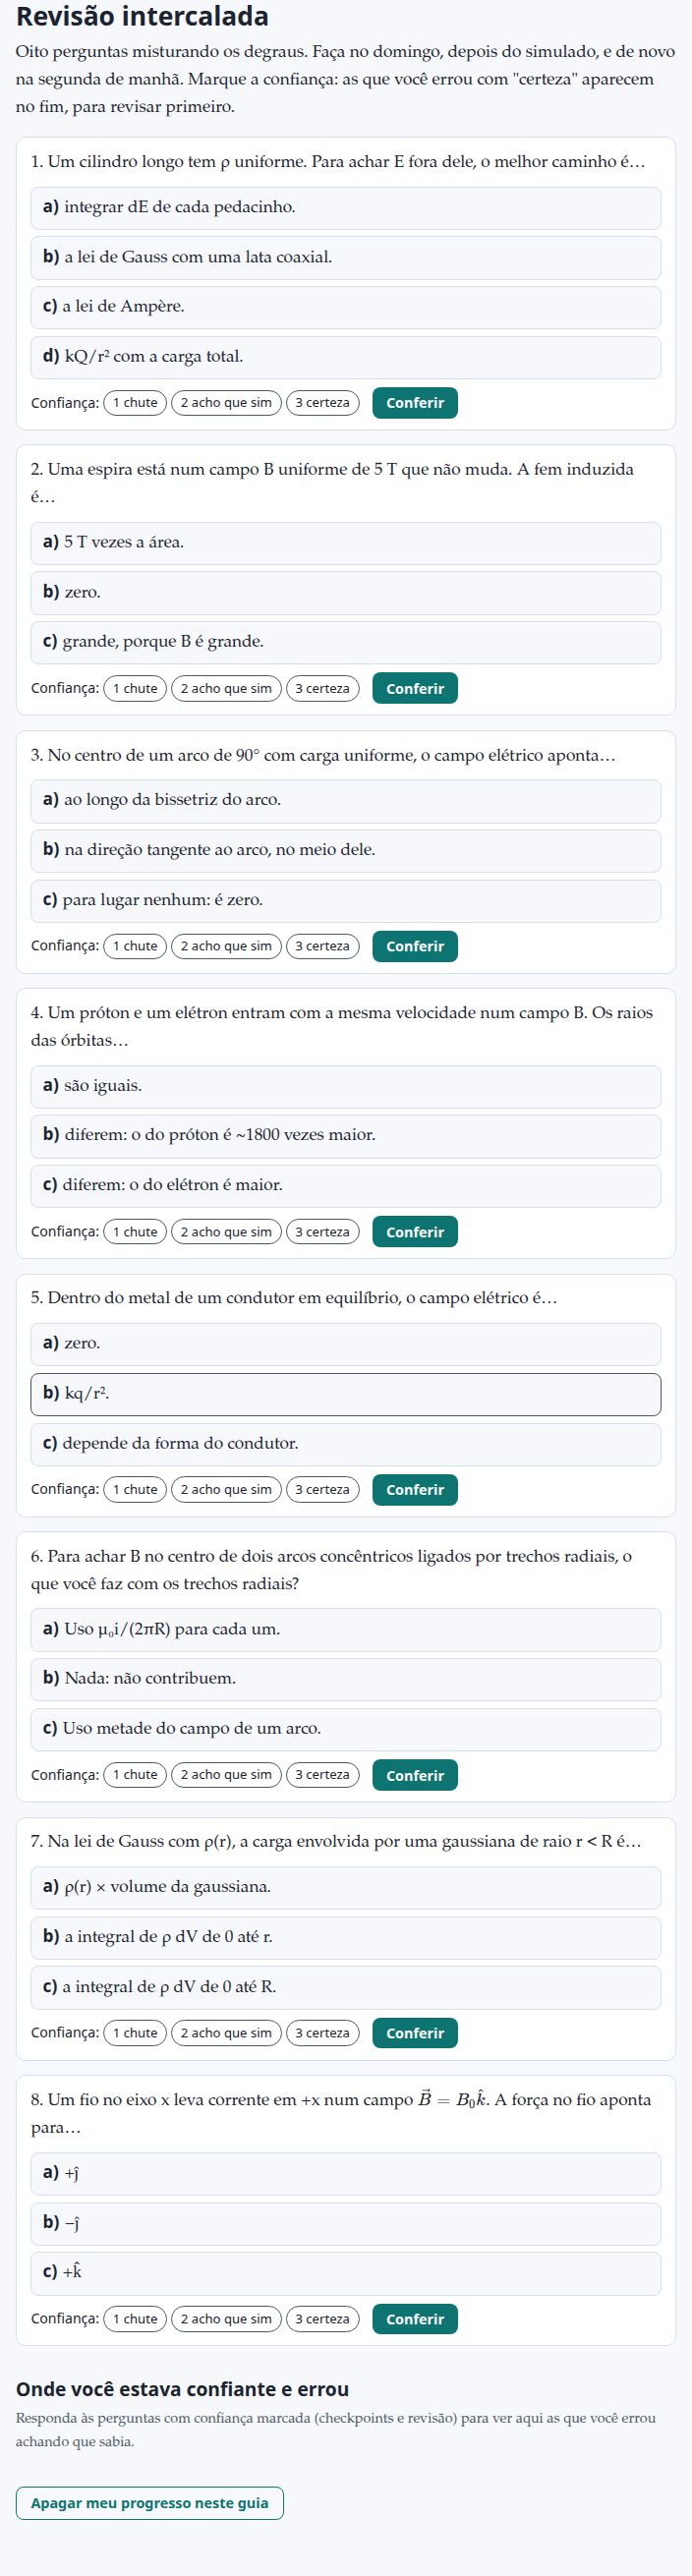 Revisão intercalada
Oito perguntas misturando os degraus. Faça no domingo, depois do simulado, e de novo
na segunda de manhã. Marque a confiança: as que você errou com "certeza" aparecem
no fim, para revisar primeiro.
1. Um cilindro longo tem ρ uniforme. Para achar E fora dele, o melhor caminho é…
a) integrar dE de cada pedacinho.
b) a lei de Gauss com uma lata coaxial.
c) a lei de Ampère.
d) kQ/r² com a carga total.
Confiança: 1 chute 2 acho que sim 3 certeza Conferir
2. Uma espira está num campo B uniforme de 5 T que não muda. A fem induzida
é…
a) 5 T vezes a área.
b) zero.
c) grande, porque B é grande.
Confiança: 1 chute 2 acho que sim 3 certeza Conferir
3. No centro de um arco de 90° com carga uniforme, o campo elétrico aponta…
a) ao longo da bissetriz do arco.
b) na direção tangente ao arco, no meio dele.
c) para lugar nenhum: é zero.
Confiança: 1 chute 2 acho que sim 3 certeza Conferir
4. Um próton e um elétron entram com a mesma velocidade num campo B. Os raios
das órbitas…
a) são iguais.
b) diferem: o do próton é ~1800 vezes maior.
c) diferem: o do elétron é maior.
Confiança: 1 chute 2 acho que sim 3 certeza Conferir
5. Dentro do metal de um condutor em equilíbrio, o campo elétrico é…
a) zero.
b) kq/r².
c) depende da forma do condutor.
Confiança: 1 chute 2 acho que sim 3 certeza Conferir
6. Para achar B no centro de dois arcos concêntricos ligados por trechos radiais, o
que você faz com os trechos radiais?
a) Uso µ₀i/(2πR) para cada um.
b) Nada: não contribuem.
c) Uso metade do campo de um arco.
Confiança: 1 chute 2 acho que sim 3 certeza Conferir
7. Na lei de Gauss com ρ(r), a carga envolvida por uma gaussiana de raio r < R é…
a) ρ(r) × volume da gaussiana.
b) a integral de ρ dV de 0 até r.
c) a integral de ρ dV de 0 até R.
Confiança: 1 chute 2 acho que sim 3 certeza Conferir
8. Um fio no eixo x leva corrente em +x num campo B⃗ = B₀k̂. A força no fio aponta
para…
a) +ĵ
b) −ĵ
c) +k̂
Confiança: 1 chute 2 acho que sim 3 certeza Conferir
Onde você estava confiante e errou
Responda às perguntas com confiança marcada (checkpoints e revisão) para ver aqui as que você errou
achando que sabia.
Apagar meu progresso neste guia